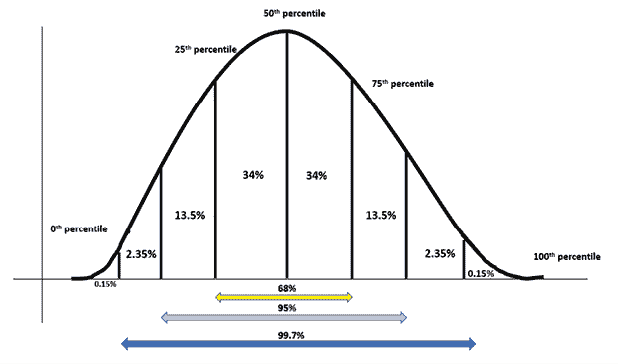 50th percentile
25th percentile
75th percentile
34%
34%
13.5%
13.5%
0th percentile
2.35%
2.35%
100th percentile
0.15%
0.15%
68%
95%
99.7%